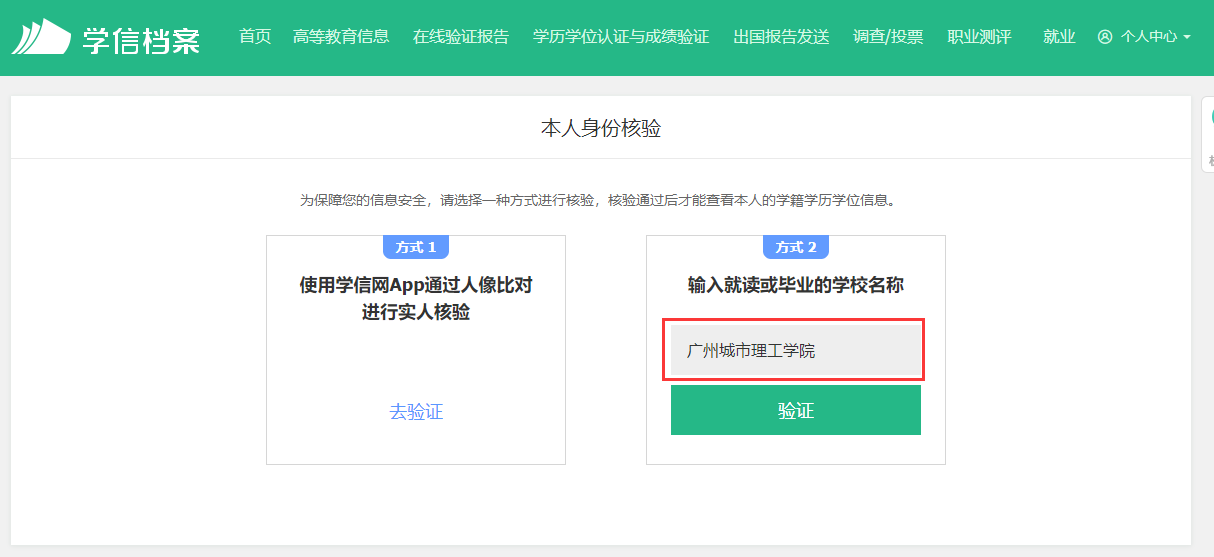 学信档案 首页 高等教育信息 在线验证报告 学历学位认证与成绩验证 出国报告发送 调查/投票 职业测评 就业 个人中心
本人身份核验
为保障您的信息安全，请选择一种方式进行核验，核验通过后才能查看本人的学籍学历学位信息。
方式 1
使用学信网App通过人像比对
进行实人核验
去验证
方式 2
输入就读或毕业的学校名称
广州城市理工学院
验证